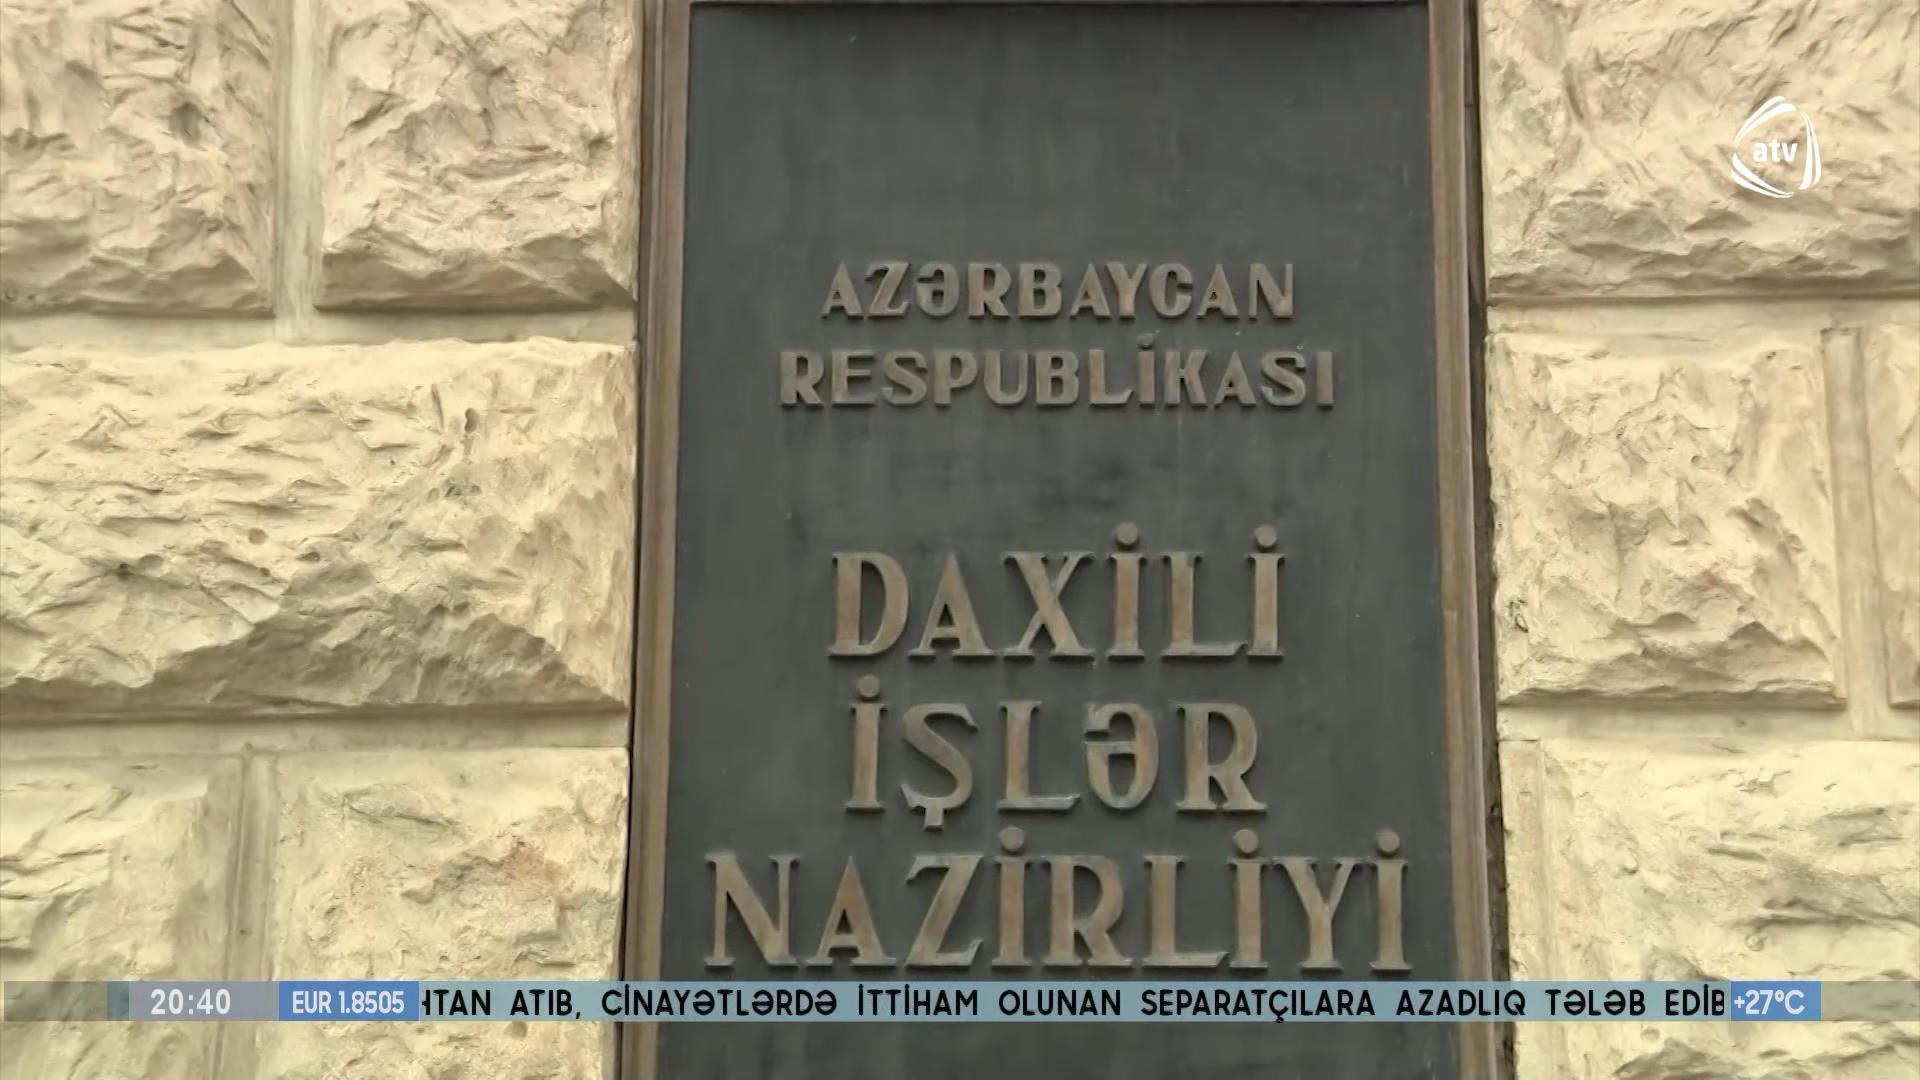 atv
AZƏRBAYCAN
RESPUBLİKASI
DAXİLİ
İŞLƏR
NAZİRLİYİ
20:40 EUR 1.8505 ATIB, CİNAYƏTLƏRDƏ İTTİHAM OLUNAN SEPARATÇILARA AZADLIQ TƏLƏB EDİB +27°C